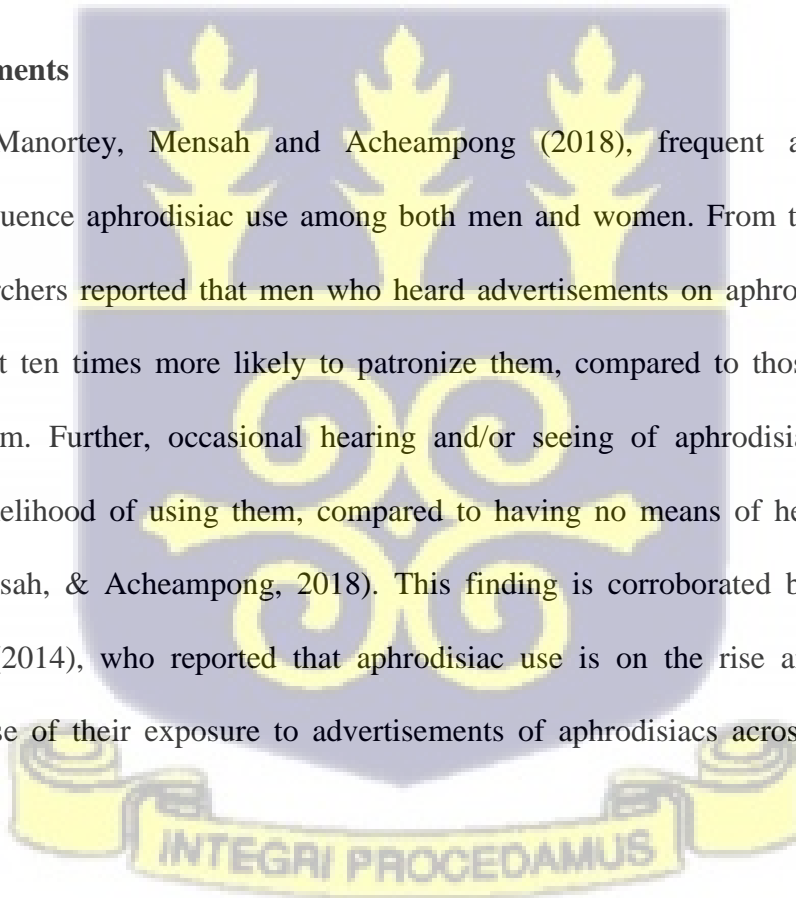 ments
Manortey, Mensah and Acheampong (2018), frequent a
uence aphrodisiac use among both men and women. From t
rchers reported that men who heard advertisements on aphro
t ten times more likely to patronize them, compared to thos
m. Further, occasional hearing and/or seeing of aphrodisia
elihood of using them, compared to having no means of he
sah, & Acheampong, 2018). This finding is corroborated b
(2014), who reported that aphrodisiac use is on the rise a
se of their exposure to advertisements of aphrodisiacs acros
INTEGRI PROCEDAMUS